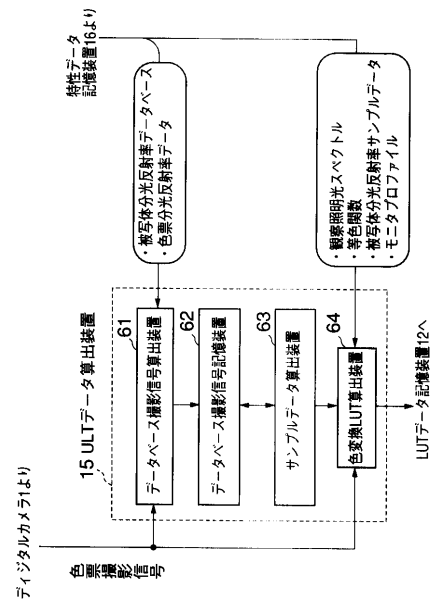 ディジタルカメラ1より
色票撮影信号
15 ULTデータ算出装置
61
データベース撮影信号算出装置
62
データベース撮影信号記憶装置
63
サンプルデータ算出装置
64
色変換LUT算出装置
LUTデータ記憶装置12へ
特性データ
記憶装置16より
・被写体分光反射率データベース
・色票分光反射率データ
・観察照明光スペクトル
・等色関数
・被写体分光反射率サンプルデータ
・モニタプロファイル